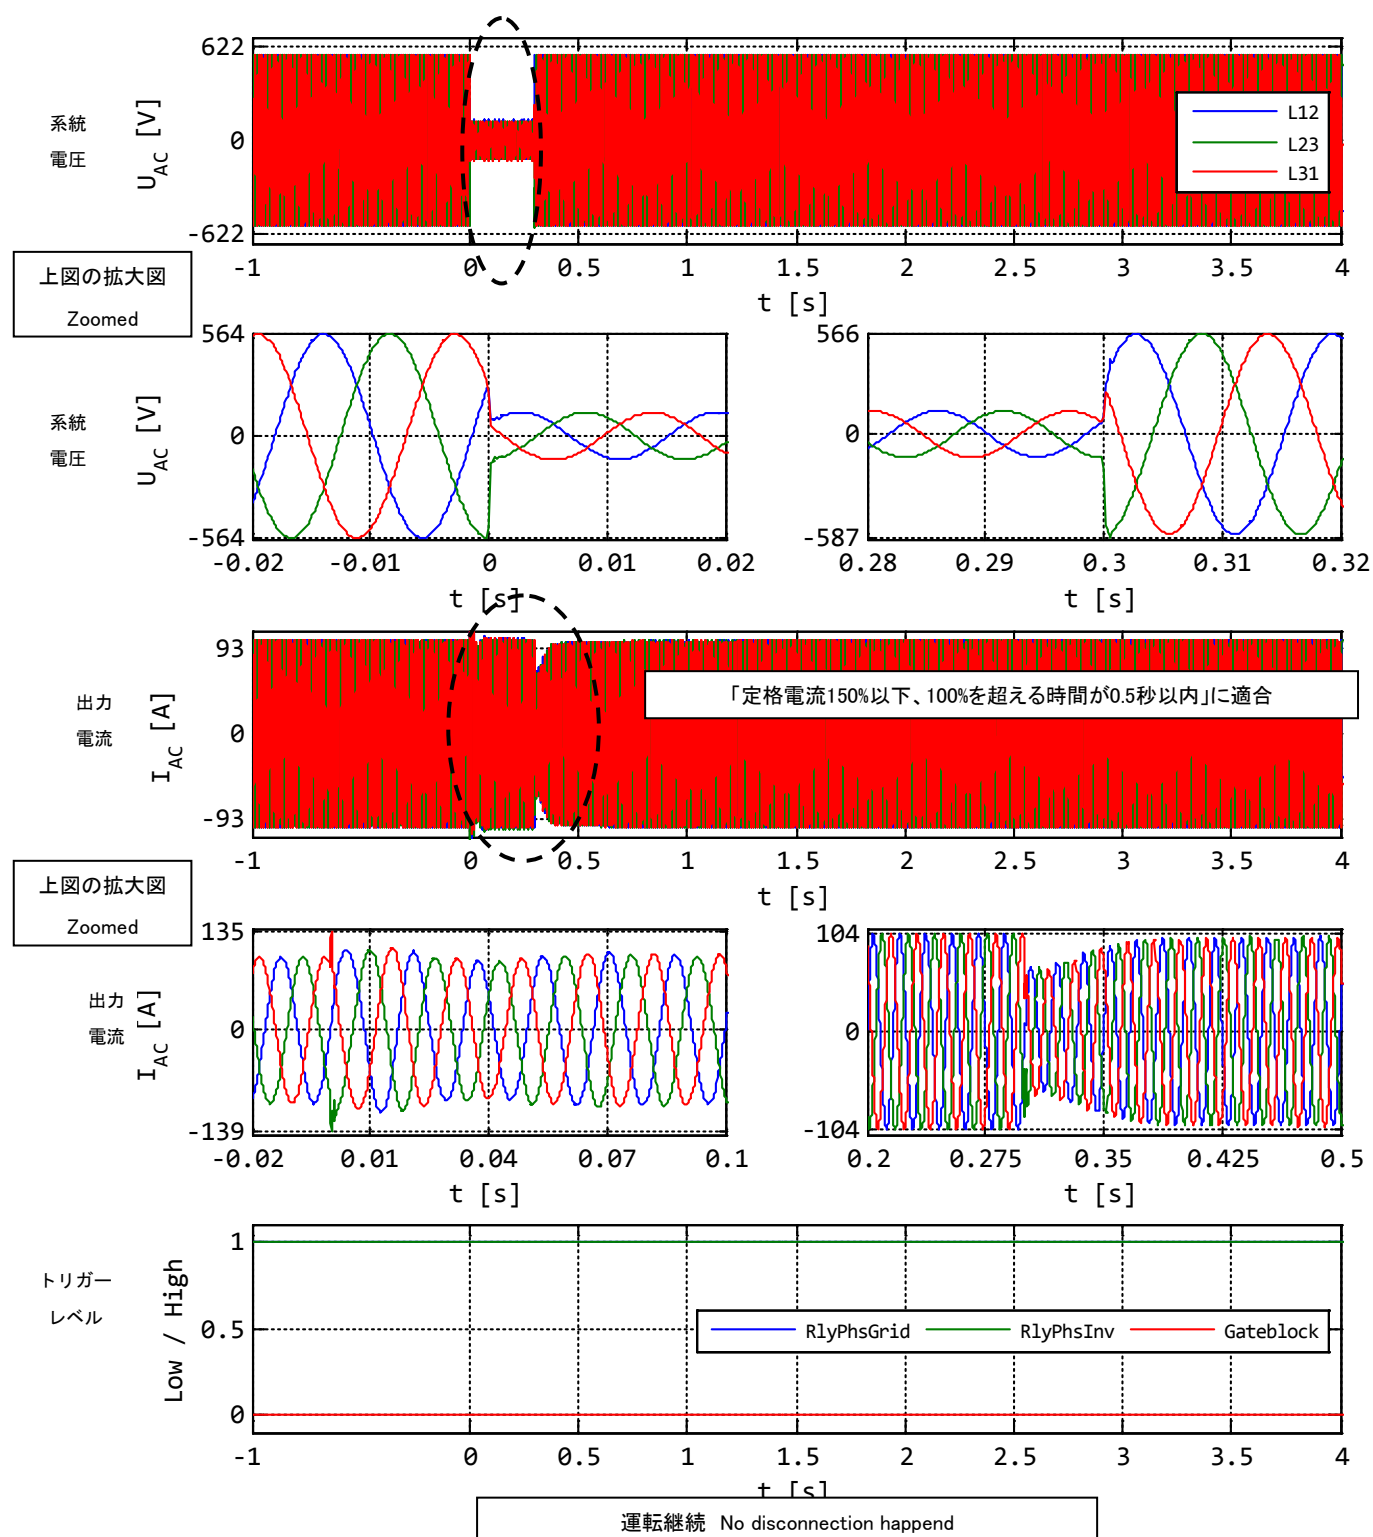 622
0
-622
系統
電圧
U_AC [V]
L12
L23
L31
-1 0 0.5 1 1.5 2 2.5 3 3.5 4
t [s]
上図の拡大図
Zoomed
系統
電圧
U_AC [V]
564
0
-564
-0.02 -0.01 0 0.01 0.02
t [s]
566
0
-587
0.28 0.29 0.3 0.31 0.32
t [s]
出力
電流
I_AC [A]
93
0
-93
「定格電流150%以下、100%を超える時間が0.5秒以内」に適合
-1 0 0.5 1 1.5 2 2.5 3 3.5 4
t [s]
上図の拡大図
Zoomed
出力
電流
I_AC [A]
135
0
-139
-0.02 0.01 0.04 0.07 0.1
t [s]
104
0
-104
0.2 0.275 0.35 0.425 0.5
t [s]
トリガー
レベル
Low / High
1
0.5
0
RlyPhsGrid RlyPhsInv Gateblock
-1 0 0.5 1 1.5 2 2.5 3 3.5 4
t [s]
運転継続 No disconnection happend